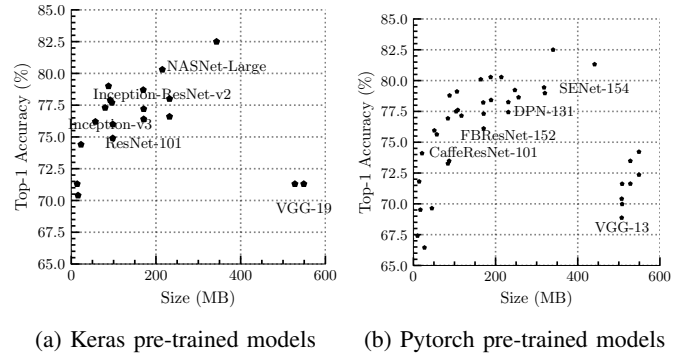 85.0
82.5
80.0
77.5
75.0
72.5
70.0
67.5
65.0
Top-1 Accuracy (%)
NASNet-Large
Inception-ResNet-v2
Inception-v3
ResNet-101
VGG-19
0 200 400 600
Size (MB)
(a) Keras pre-trained models
85.0
82.5
80.0
77.5
75.0
72.5
70.0
67.5
65.0
Top-1 Accuracy (%)
SENet-154
DPN-131
FBResNet-152
CaffeResNet-101
VGG-13
0 200 400 600
Size (MB)
(b) Pytorch pre-trained models